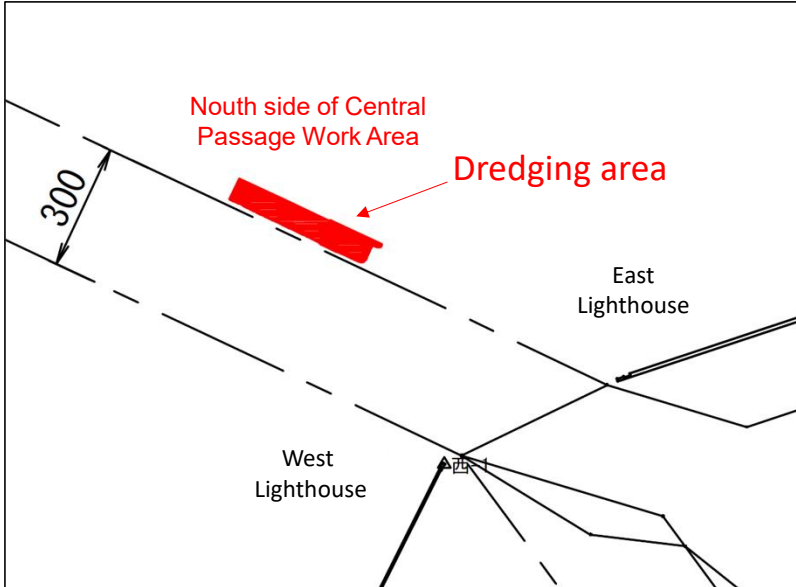 Nouth side of Central
Passage Work Area
Dredging area
300
East
Lighthouse
West
Lighthouse
西-1